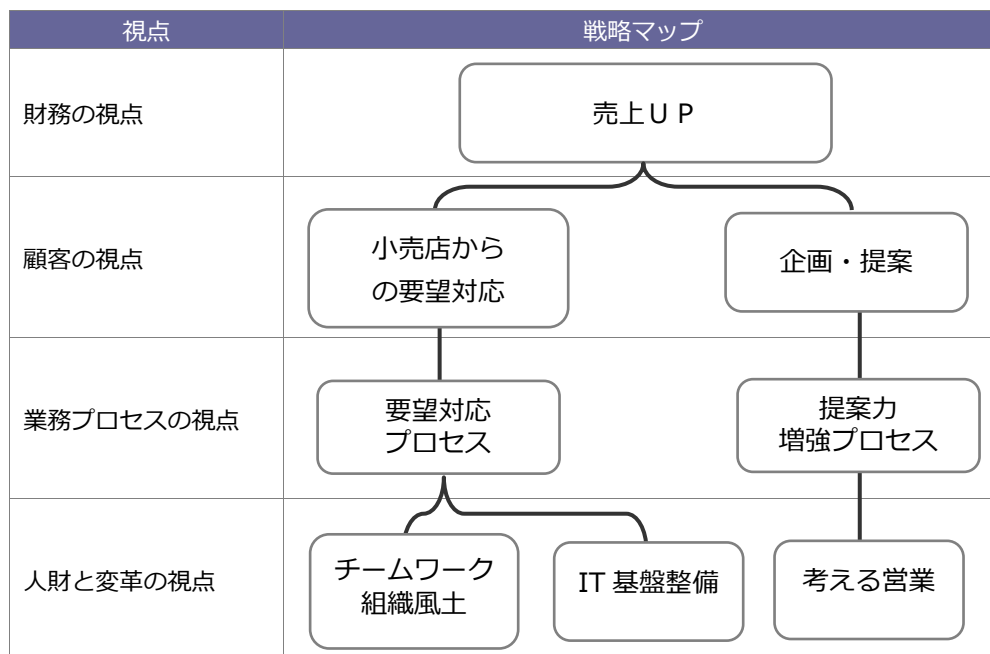 視点
戦略マップ
財務の視点
売上UP
顧客の視点
小売店から
の要望対応
企画・提案
業務プロセスの視点
要望対応
プロセス
提案力
増強プロセス
人財と変革の視点
チームワーク
組織風土
IT 基盤整備
考える営業